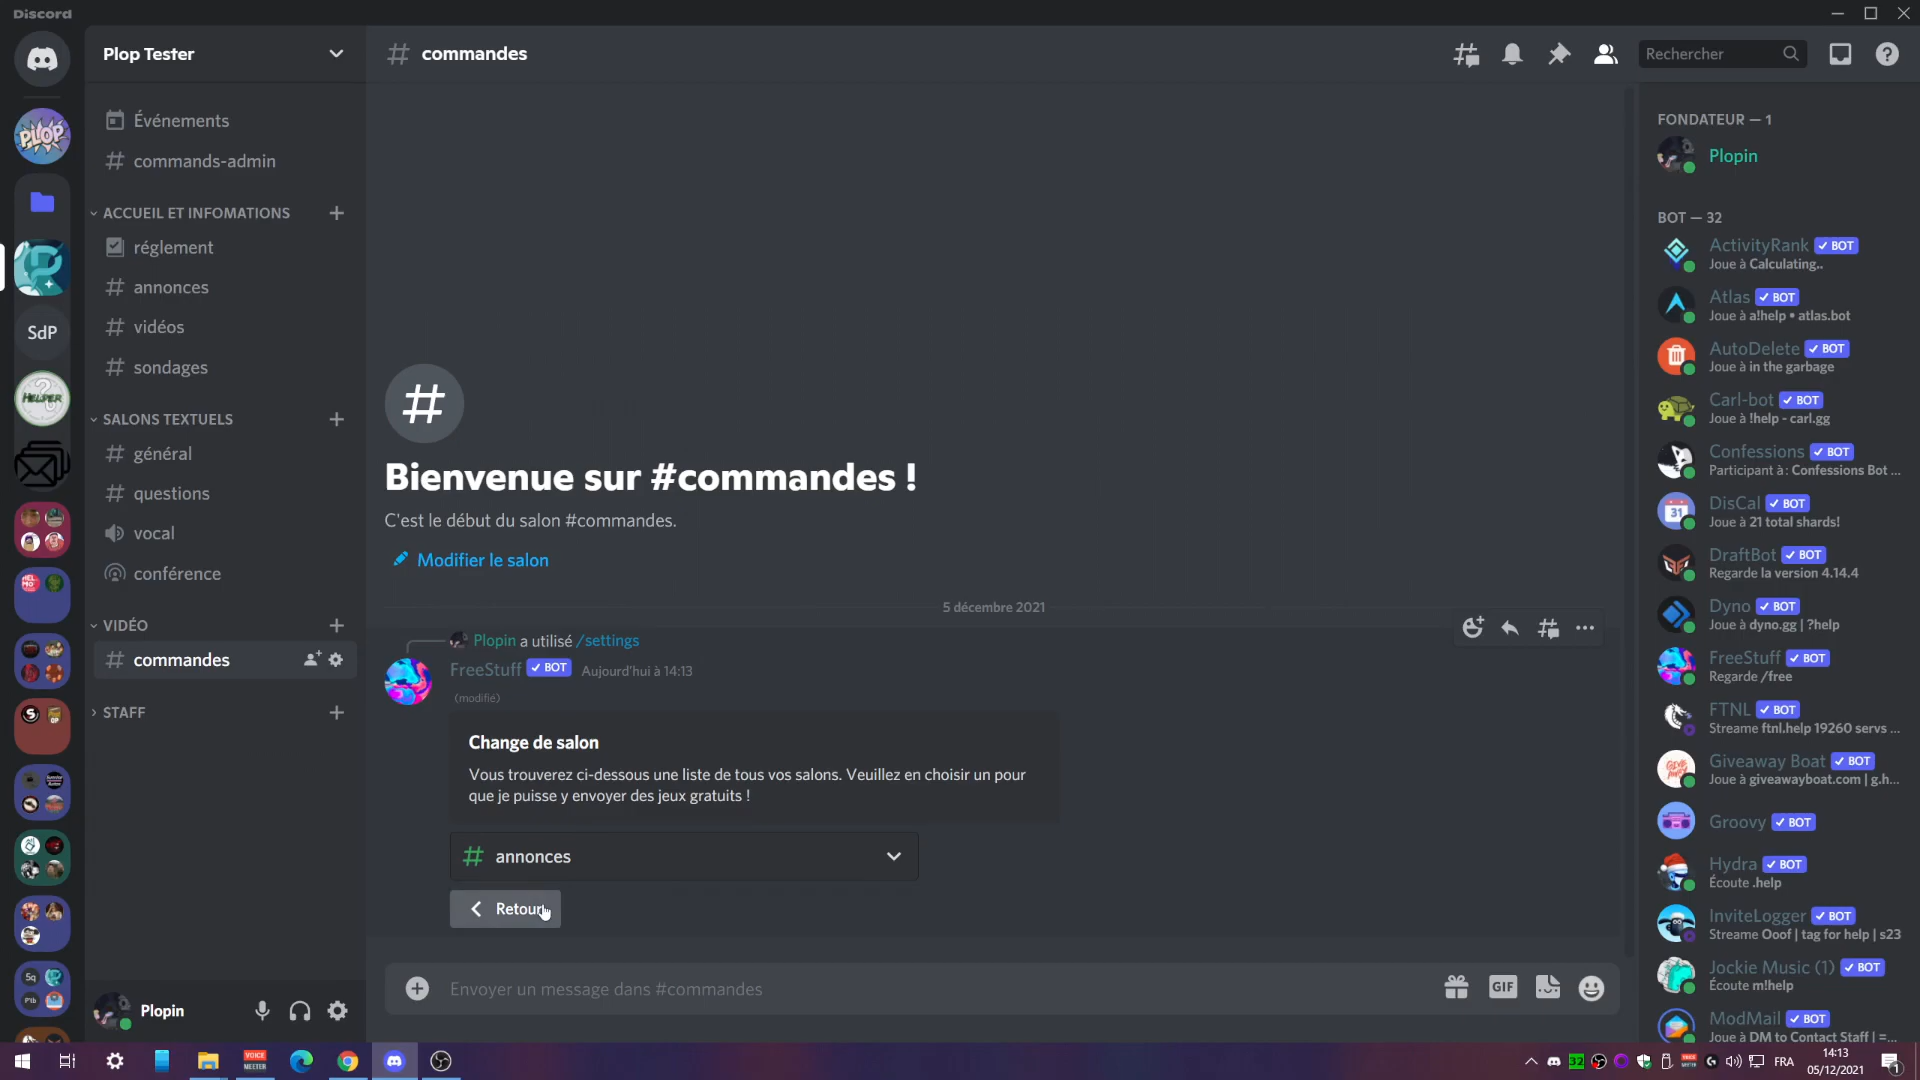 Discord
Plop Tester
commandes
Rechercher
Événements
commands-admin
ACCUEIL ET INFOMATIONS
réglement
annonces
vidéos
sondages
SALONS TEXTUELS
général
questions
vocal
conférence
VIDÉO
commandes
STAFF
PLOP
SdP
HELPER
5q
P'lb
Plopin
Bienvenue sur #commandes !
C'est le début du salon #commandes.
Modifier le salon
5 décembre 2021
Plopin a utilisé /settings
FreeStuff BOT Aujourd'hui à 14:13
(modifié)
Change de salon
Vous trouverez ci-dessous une liste de tous vos salons. Veuillez en choisir un pour
que je puisse y envoyer des jeux gratuits !
annonces
Retour
Envoyer un message dans #commandes
GIF
FONDATEUR — 1
Plopin
BOT — 32
ActivityRank BOT
Joue à Calculating..
Atlas BOT
Joue à a!help • atlas.bot
AutoDelete BOT
Joue à in the garbage
Carl-bot BOT
Joue à !help - carl.gg
Confessions BOT
Participant à : Confessions Bot ...
DisCal BOT
31
Joue à 21 total shards!
DraftBot BOT
Regarde la version 4.14.4
Dyno BOT
Joue à dyno.gg | ?help
FreeStuff BOT
Regarde /free
FTNL BOT
Streame ftnl.help 19260 servs ...
Giveaway Boat BOT
Joue à giveawayboat.com | g.h...
Groovy BOT
Hydra BOT
Écoute .help
InviteLogger BOT
Streame Ooof | tag for help | s23
Jockie Music (1) BOT
Écoute m!help
ModMail BOT
Joue à DM to Contact Staff | =...
VOICE
MEETER
32
FRA
14:13
05/12/2021
1